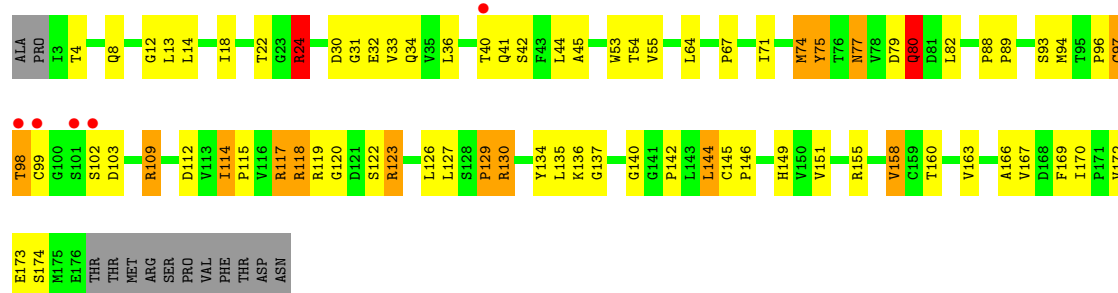 ALA PRO I3 T4 Q8 G12 L13 L14 I18 T22 G23 R24 D30 G31 E32 V33 Q34 V35 L36 T40 Q41 S42 F43 L44 A45 W53 T54 V55 L64 P67 I71 M74 Y75 T76 N77 V78 D79 Q80 D81 L82 P88 P89 S93 M94 T95 P96
T98 C99 G100 S101 S102 D103 R109 D112 V113 I114 P115 V116 R117 R118 R119 G120 D121 S122 R123 L126 L127 S128 P129 R130 Y134 L135 K136 G137 G140 G141 P142 L143 L144 C145 P146 H149 V150 V151 R155 V158 C159 T160 V163 A166 V167 D168 F169 I170 P171
E173 S174 M175 E176 THR THR MET ARG SER PRO VAL PHE THR ASP ASN